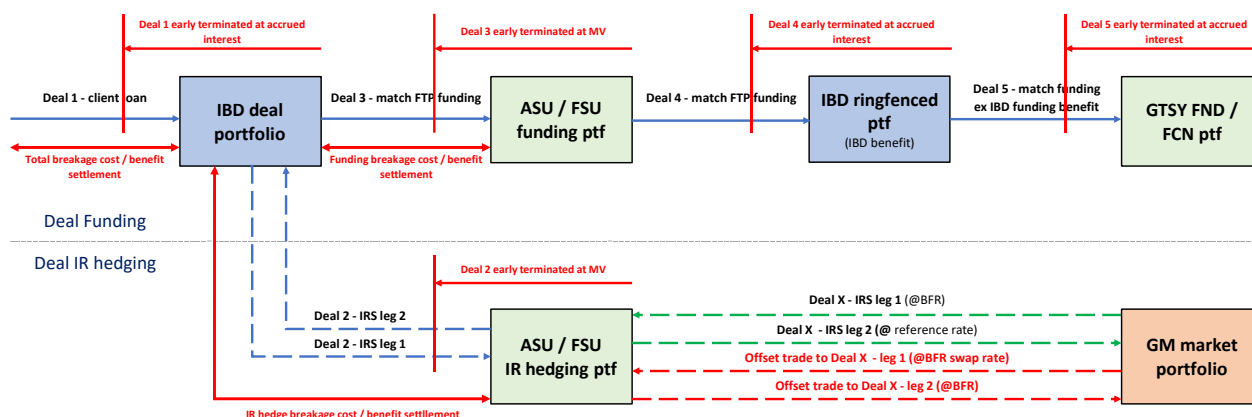 Deal 1 early terminated at accrued
interest
Deal 3 early terminated at MV
Deal 4 early terminated at accrued
interest
Deal 5 early terminated at accrued
interest
Deal 1 - client loan
IBD deal
portfolio
Deal 3 - match FTP funding
ASU / FSU
funding ptf
Deal 4 - match FTP funding
IBD ringfenced
ptf
(IBD benefit)
Deal 5 - match funding
ex IBD funding benefit
GTSY FND /
FCN ptf
Total breakage cost / benefit
settlement
Funding breakage cost / benefit
settlement
Deal Funding
Deal IR hedging
Deal 2 early terminated at MV
Deal 2 - IRS leg 2
Deal 2 - IRS leg 1
ASU / FSU
IR hedging ptf
Deal X - IRS leg 1 (@BFR)
Deal X - IRS leg 2 (@ reference rate)
Offset trade to Deal X - leg 1 (@BFR swap rate)
Offset trade to Deal X - leg 2 (@BFR)
GM market
portfolio
IR hedge breakage cost / benefit settllement